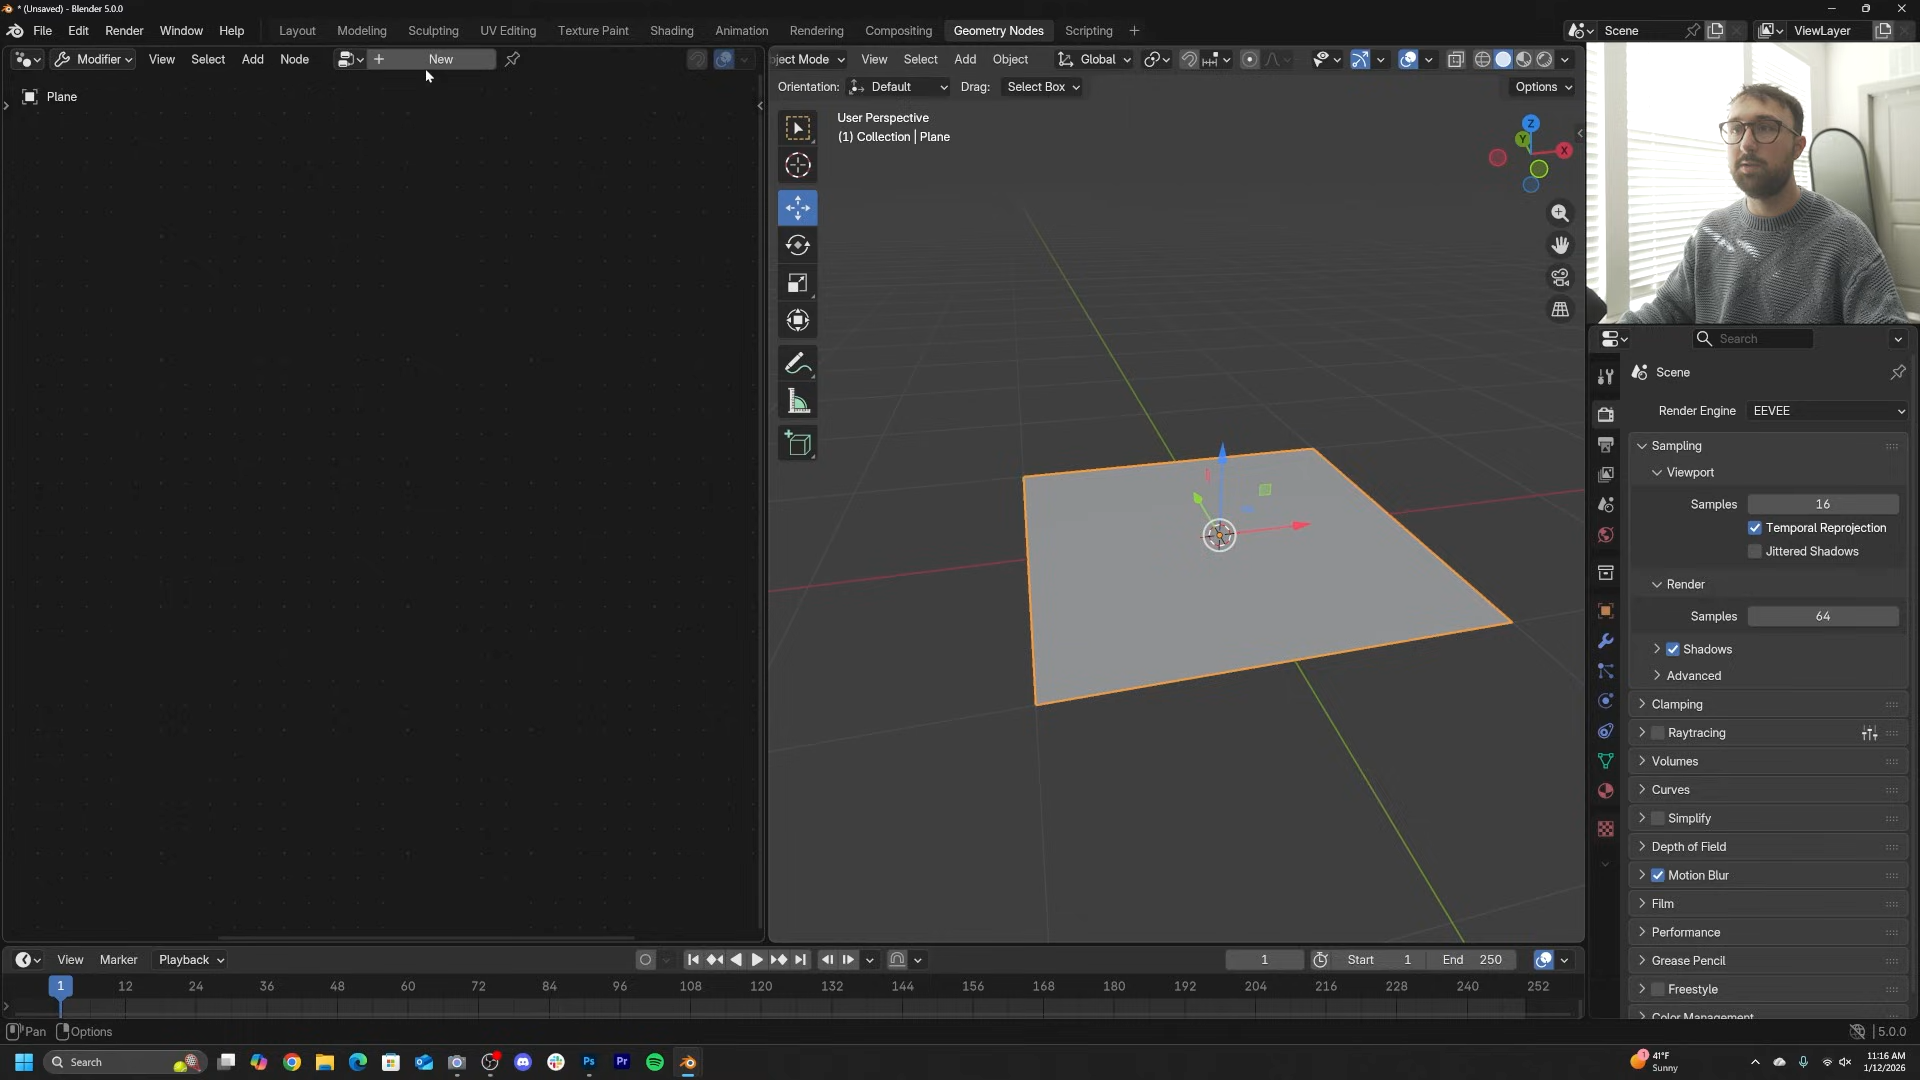 * (Unsaved) - Blender 5.0.0
File Edit Render Window Help Layout Modeling Sculpting UV Editing Texture Paint Shading Animation Rendering Compositing Geometry Nodes Scripting + Scene ViewLayer
Modifier View Select Add Node + New
ject Mode View Select Add Object Global
Orientation: Default Drag: Select Box Options
Plane
User Perspective
(1) Collection | Plane
Z
Y
X
Search
Scene
Render Engine EEVEE
Sampling
Viewport
Samples 16
Temporal Reprojection
Jittered Shadows
Render
Samples 64
Shadows
Advanced
Clamping
Raytracing
Volumes
Curves
Simplify
Depth of Field
Motion Blur
Film
Performance
Grease Pencil
Freestyle
Color Management
View Marker Playback 1 Start 1 End 250
1 12 24 36 48 60 72 84 96 108 120 132 144 156 168 180 192 204 216 228 240 252
Pan Options 5.0.0
Search Ps Pr 1 41°F
Sunny
11:16 AM
1/12/2026